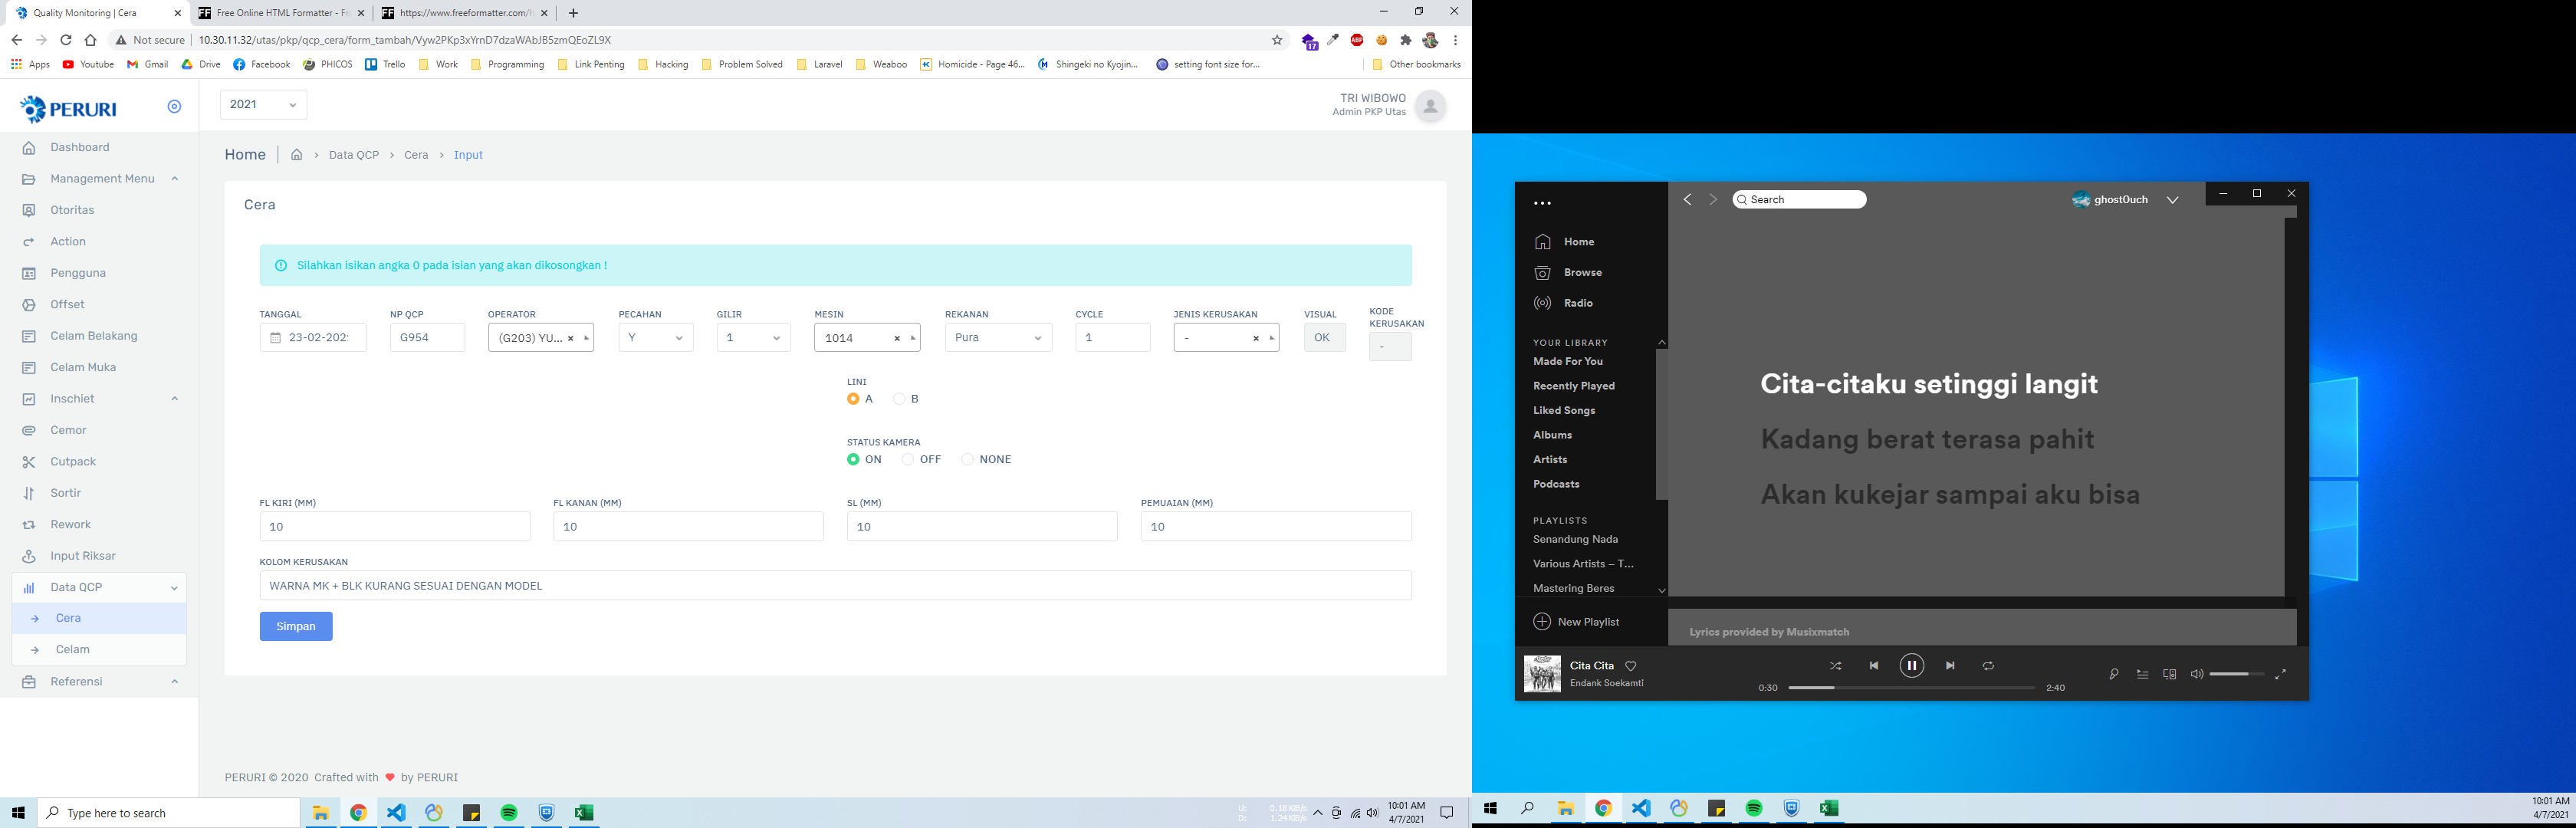 Quality Monitoring | Cera
Free Online HTML Formatter - Fr
https://www.freeformatter.com/h
Not secure
10.30.11.32/utas/pkp/qcp_cera/form_tambah/Vyw2PKp3xYrnD7dzaWAbJB5zmQEoZL9X
17
ABP
Apps
Youtube
Gmail
Drive
Facebook
PHICOS
Trello
Work
Programming
Link Penting
Hacking
Problem Solved
Laravel
Weaboo
Homicide - Page 46...
Shingeki no Kyojin...
setting font size for...
Other bookmarks
PERURI
2021
TRI WIBOWO
Admin PKP Utas
Dashboard
Management Menu
Otoritas
Action
Pengguna
Offset
Celam Belakang
Celam Muka
Inschiet
Cemor
Cutpack
Sortir
Rework
Input Riksar
Data QCP
Cera
Celam
Referensi
Home
Data QCP
Cera
Input
Cera
Silahkan isikan angka 0 pada isian yang akan dikosongkan !
TANGGAL
23-02-202
NP QCP
G954
OPERATOR
(G203) YU...
PECAHAN
Y
GILIR
1
MESIN
1014
REKANAN
Pura
CYCLE
1
JENIS KERUSAKAN
-
VISUAL
OK
KODE
KERUSAKAN
-
LINI
A
B
STATUS KAMERA
ON
OFF
NONE
FL KIRI (MM)
10
FL KANAN (MM)
10
SL (MM)
10
PEMUAIAN (MM)
10
KOLOM KERUSAKAN
WARNA MK + BLK KURANG SESUAI DENGAN MODEL
Simpan
PERURI © 2020 Crafted with ❤ by PERURI
Type here to search
U: 0.18 KiB/s
D: 1.24 KiB/s
10:01 AM
4/7/2021
Search
ghost0uch
Home
Browse
Radio
YOUR LIBRARY
Made For You
Recently Played
Liked Songs
Albums
Artists
Podcasts
PLAYLISTS
Senandung Nada
Various Artists – T...
Mastering Beres
New Playlist
Cita-citaku setinggi langit
Kadang berat terasa pahit
Akan kukejar sampai aku bisa
Lyrics provided by Musixmatch
Cita Cita
Endank Soekamti
0:30
2:40
10:01 AM
4/7/2021